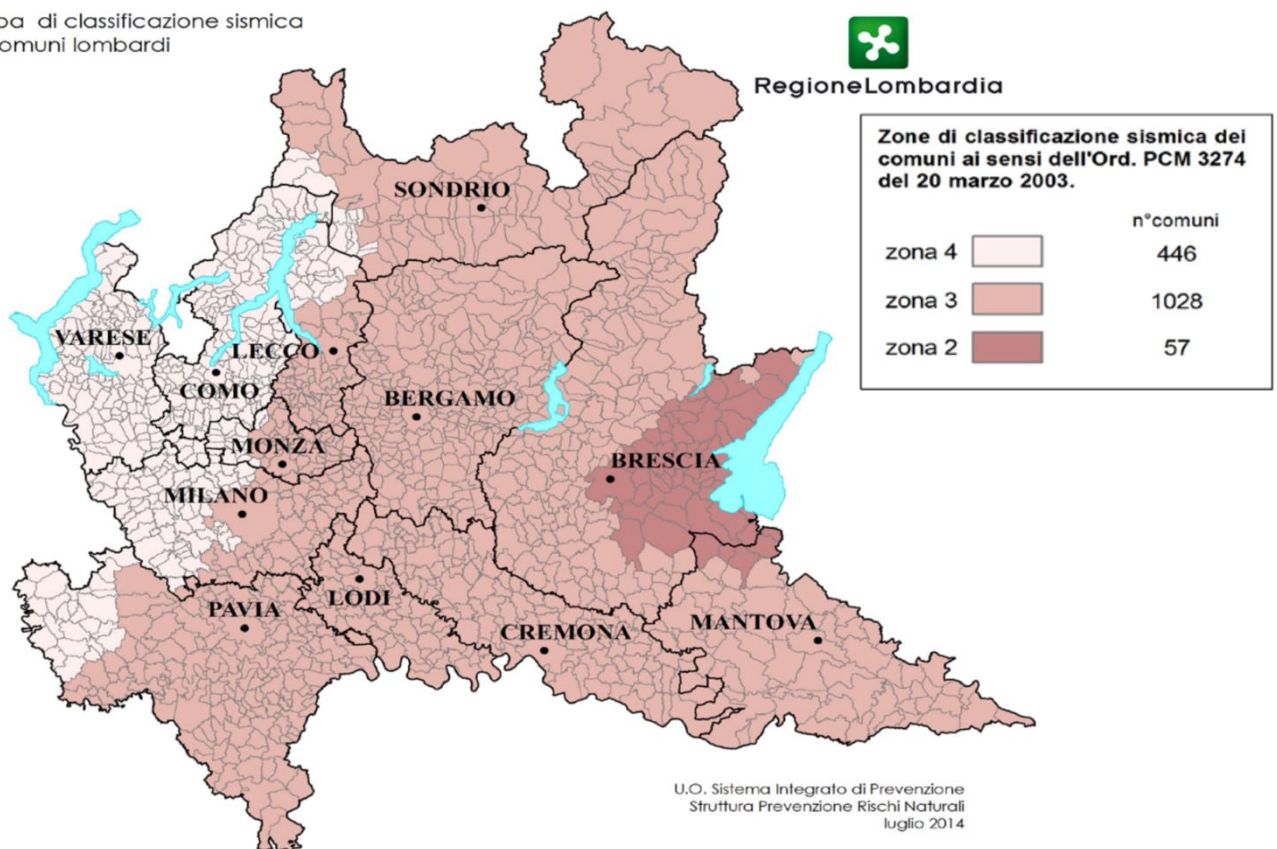 di classificazione sismica
comuni lombardi
RegioneLombardia
Zone di classificazione sismica dei
comuni ai sensi dell'Ord. PCM 3274
del 20 marzo 2003.
n°comuni
zona 4 446
zona 3 1028
zona 2 57
SONDRIO
VARESE
LECCO
COMO
BERGAMO
MONZA
BRESCIA
MILANO
PAVIA
LODI
CREMONA
MANTOVA
U.O. Sistema Integrato di Prevenzione
Struttura Prevenzione Rischi Naturali
luglio 2014